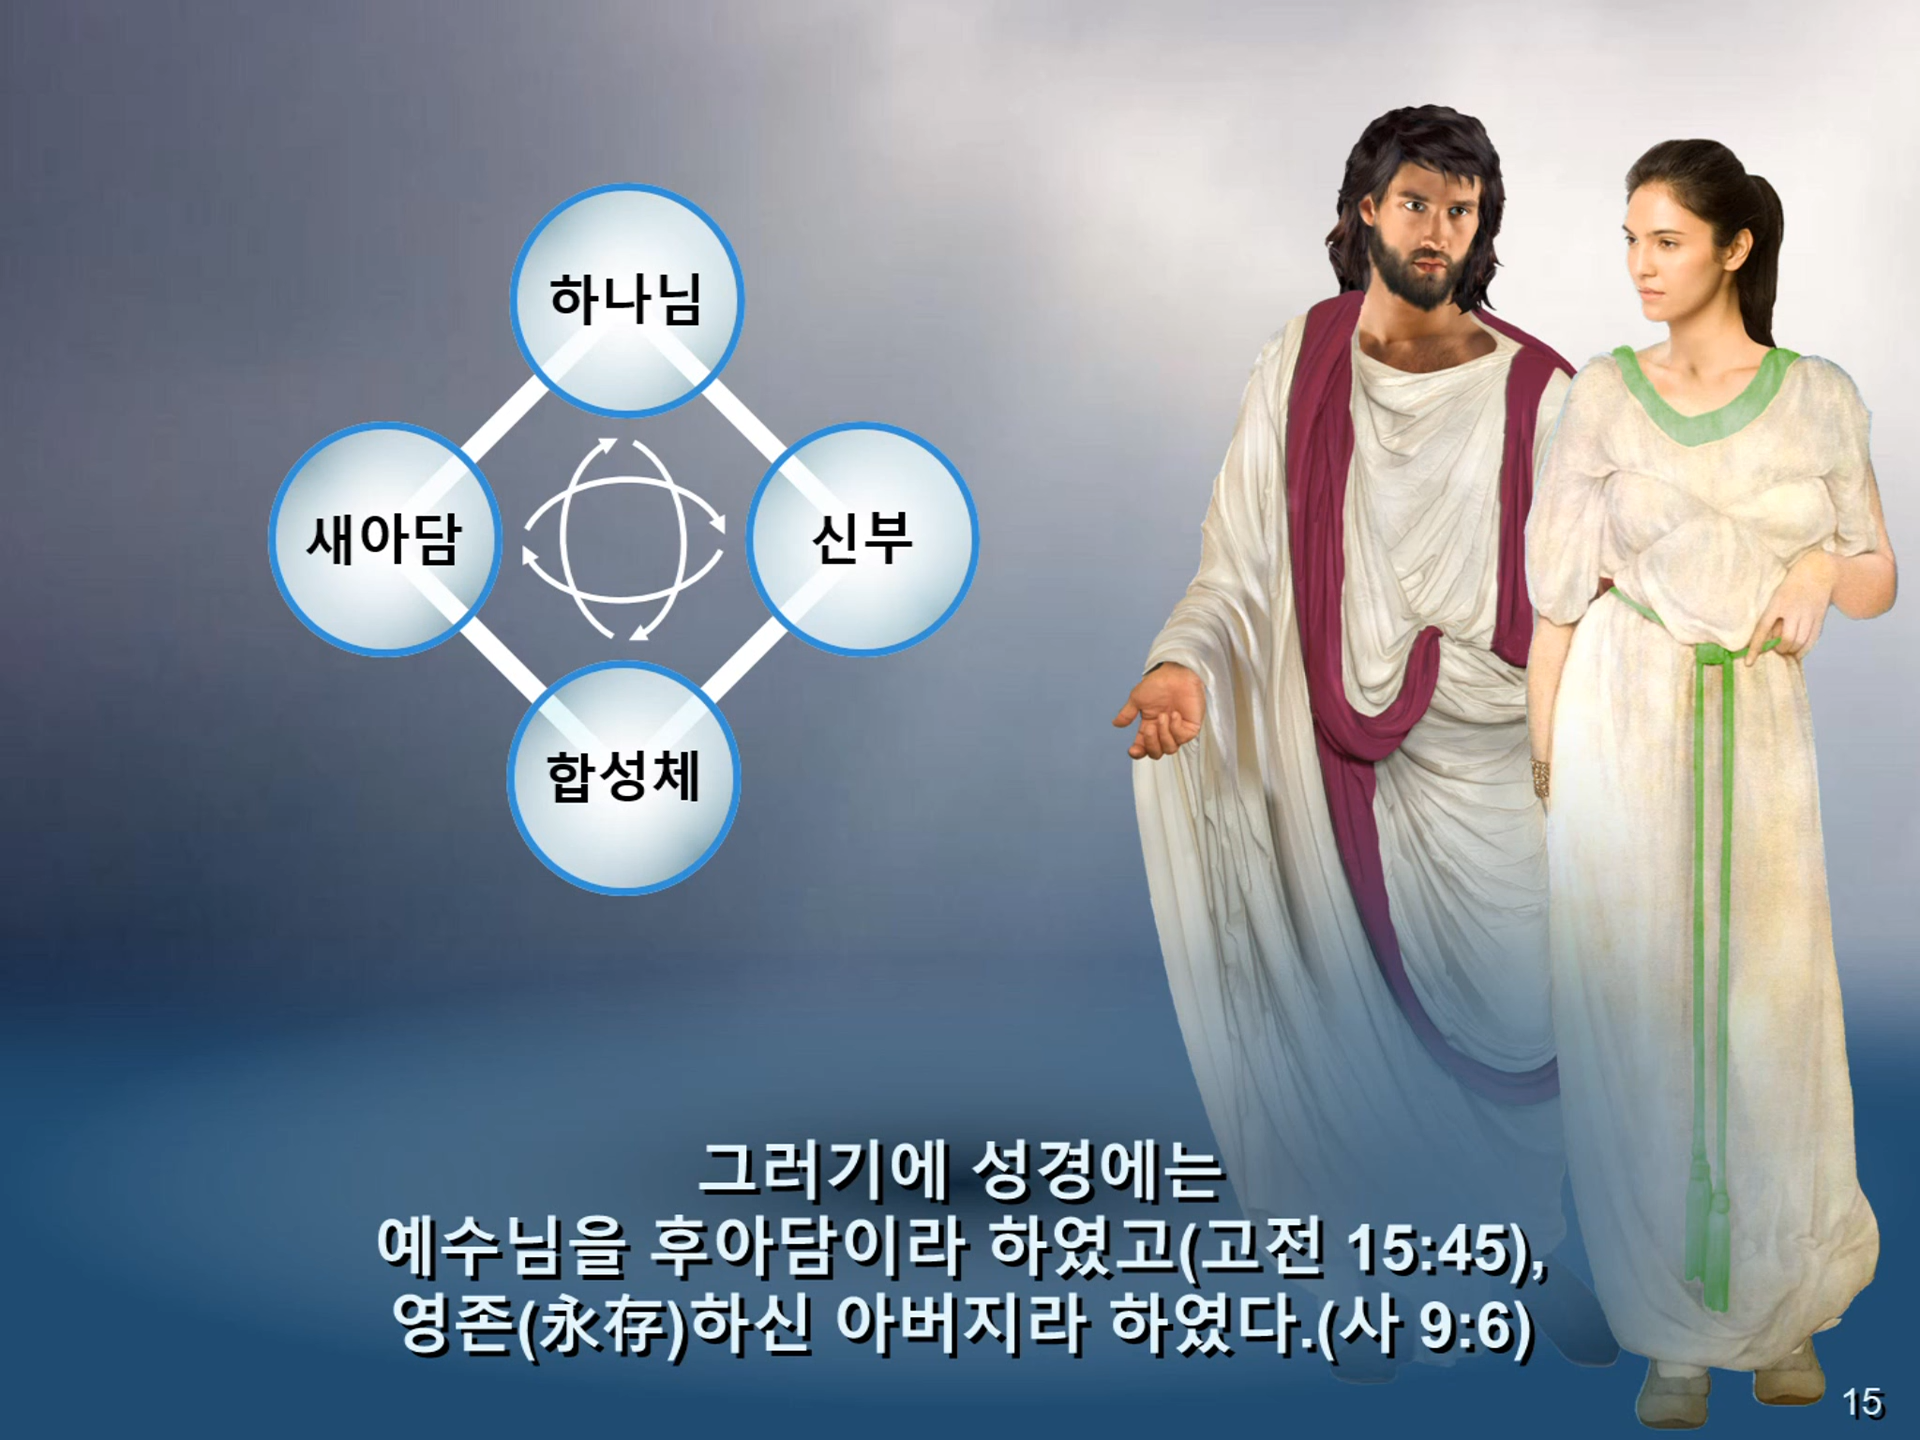 하나님
새아담
신부
합성체
그러기에 성경에는
예수님을 후아담이라 하였고(고전 15:45),
영존(永存)하신 아버지라 하였다.(사 9:6)
15